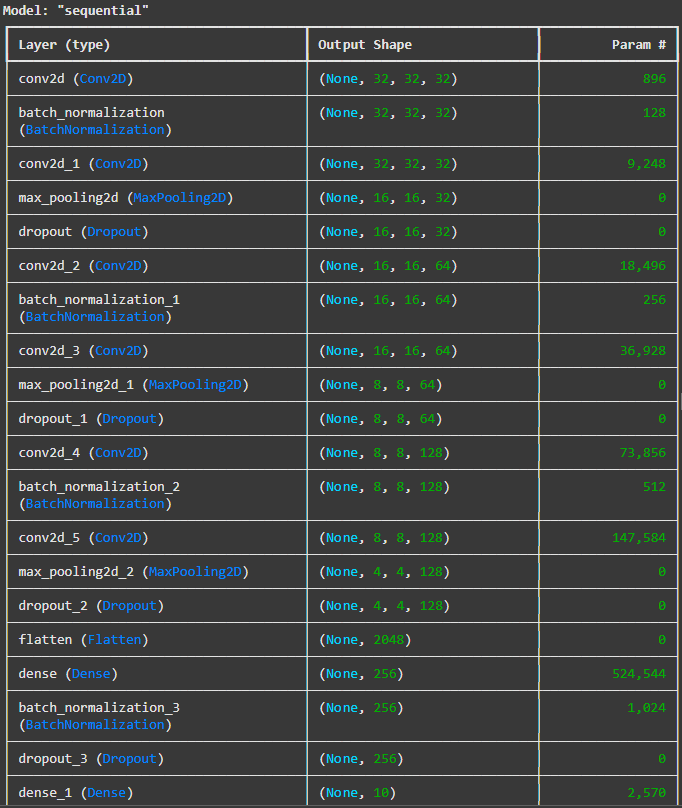 Model: "sequential"
Layer (type) Output Shape Param #
conv2d (Conv2D) (None, 32, 32, 32) 896
batch_normalization (None, 32, 32, 32) 128
(BatchNormalization)
conv2d_1 (Conv2D) (None, 32, 32, 32) 9,248
max_pooling2d (MaxPooling2D) (None, 16, 16, 32) 0
dropout (Dropout) (None, 16, 16, 32) 0
conv2d_2 (Conv2D) (None, 16, 16, 64) 18,496
batch_normalization_1 (None, 16, 16, 64) 256
(BatchNormalization)
conv2d_3 (Conv2D) (None, 16, 16, 64) 36,928
max_pooling2d_1 (MaxPooling2D) (None, 8, 8, 64) 0
dropout_1 (Dropout) (None, 8, 8, 64) 0
conv2d_4 (Conv2D) (None, 8, 8, 128) 73,856
batch_normalization_2 (None, 8, 8, 128) 512
(BatchNormalization)
conv2d_5 (Conv2D) (None, 8, 8, 128) 147,584
max_pooling2d_2 (MaxPooling2D) (None, 4, 4, 128) 0
dropout_2 (Dropout) (None, 4, 4, 128) 0
flatten (Flatten) (None, 2048) 0
dense (Dense) (None, 256) 524,544
batch_normalization_3 (None, 256) 1,024
(BatchNormalization)
dropout_3 (Dropout) (None, 256) 0
dense_1 (Dense) (None, 10) 2,570